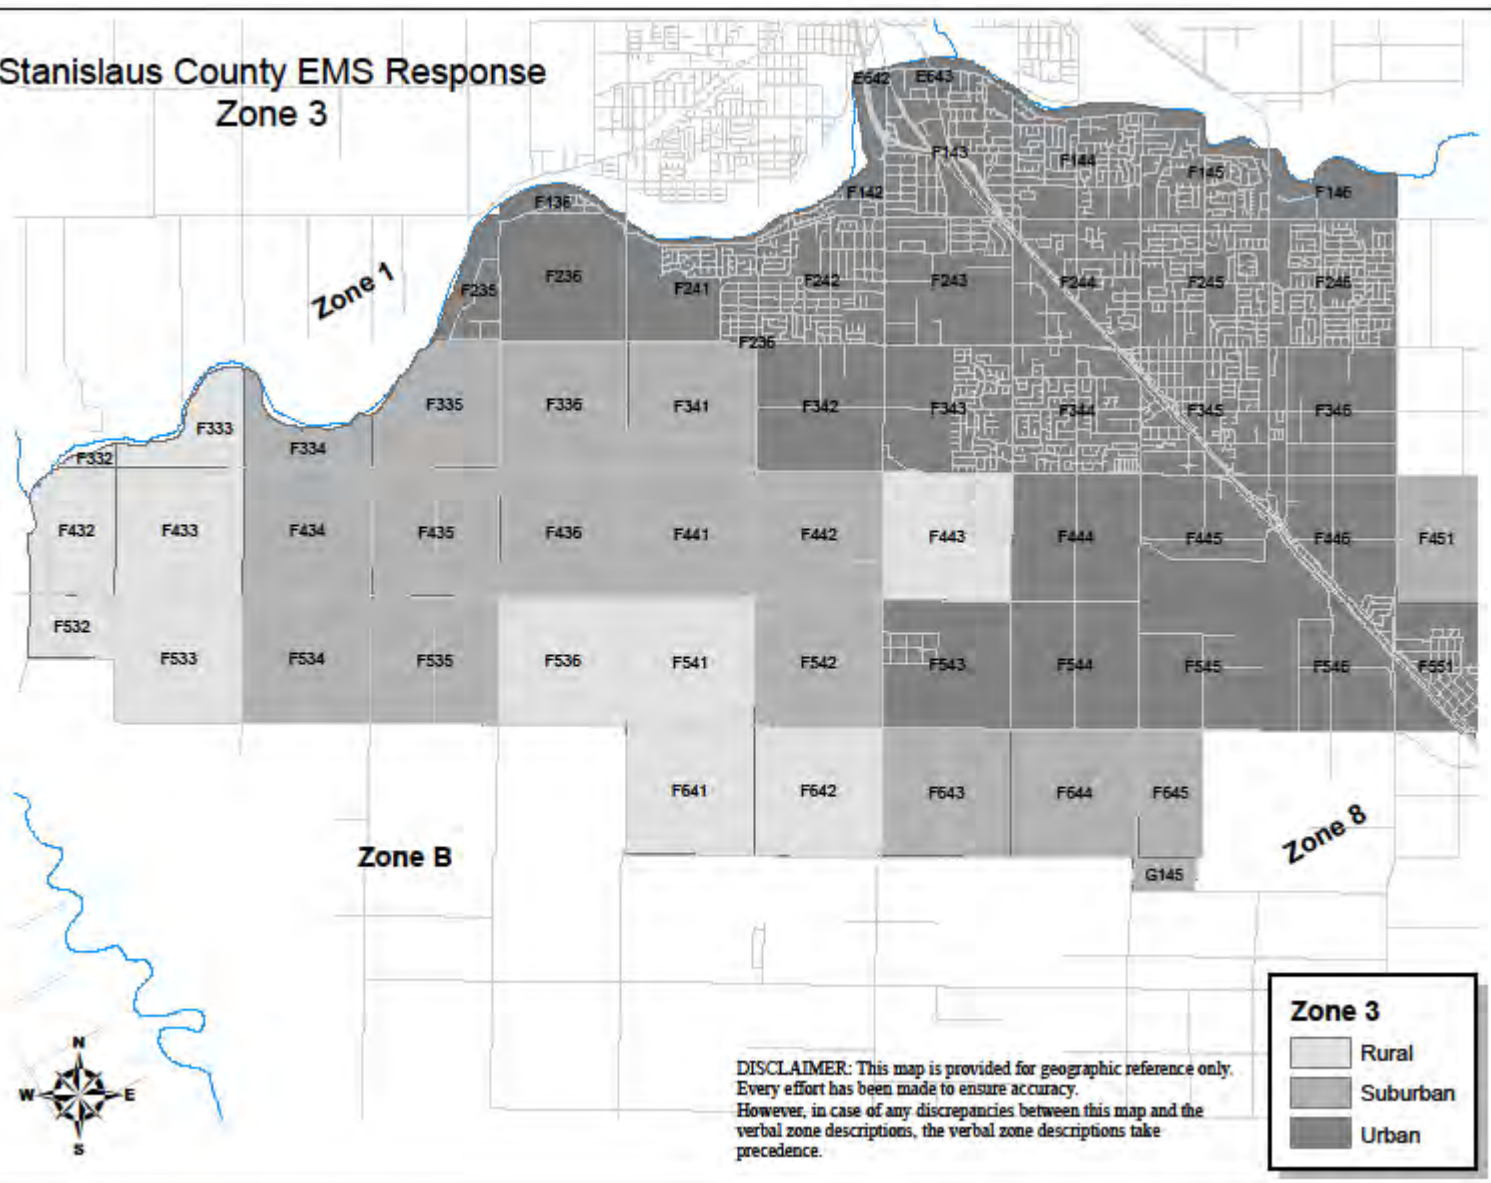 Stanislaus County EMS Response
Zone 3
E642 E643
F143 F144 F145 F146
F136 F142
Zone 1
F235 F236 F241 F242 F243 F244 F245 F246
F236
F335 F336 F341 F342 F343 F344 F345 F346
F333 F334
F332
F432 F433 F434 F435 F436 F441 F442 F443 F444 F445 F446 F451
F532
F533 F534 F535 F536 F541 F542 F543 F544 F545 F546 F551
F641 F642 F643 F644 F645
Zone B
Zone 8
G145
N
W E
S
DISCLAIMER: This map is provided for geographic reference only.
Every effort has been made to ensure accuracy.
However, in case of any discrepancies between this map and the
verbal zone descriptions, the verbal zone descriptions take
precedence.
Zone 3
Rural
Suburban
Urban